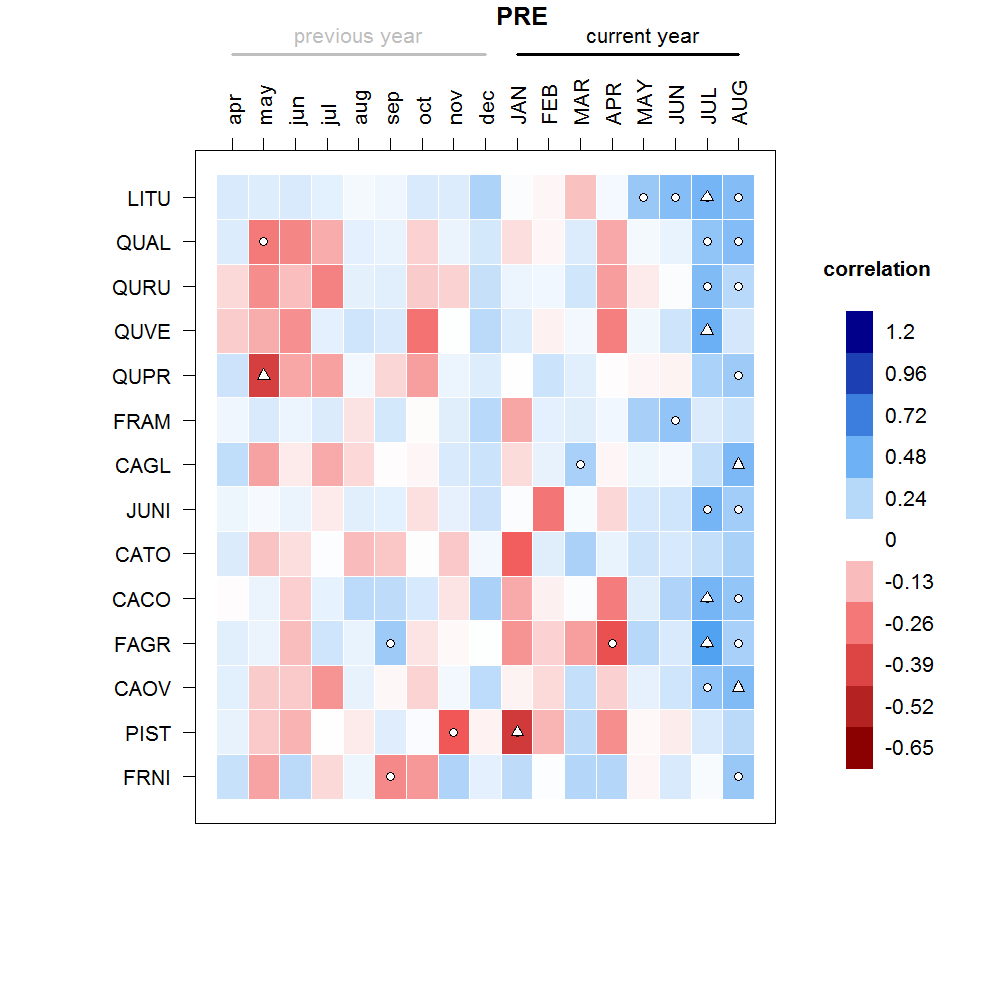 PRE
previous year current year
apr may jun jul aug sep oct nov dec JAN FEB MAR APR MAY JUN JUL AUG
LITU
QUAL
QURU
QUVE
QUPR
FRAM
CAGL
JUNI
CATO
CACO
FAGR
CAOV
PIST
FRNI
correlation
1.2
0.96
0.72
0.48
0.24
0
-0.13
-0.26
-0.39
-0.52
-0.65